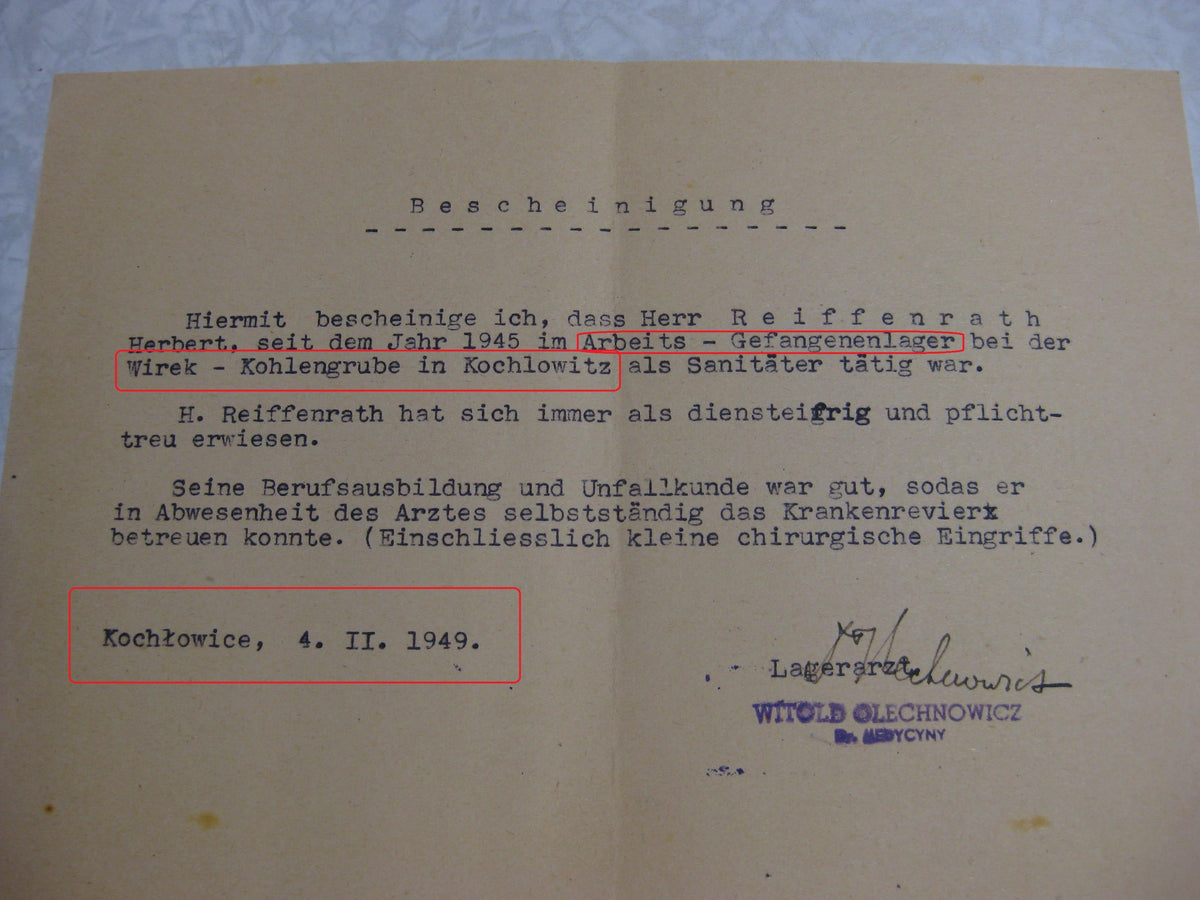 B e s c h e i n i g u n g
- - - - - - - - - - - - - - - - -
Hiermit bescheinige ich, dass Herr R e i f f e n r a t h
Herbert, seit dem Jahr 1945 im Arbeits - Gefangenenlager bei der
Wirek - Kohlengrube in Kochlowitz als Sanitäter tätig war.
H. Reiffenrath hat sich immer als diensteifrig und pflicht-
treu erwiesen.
Seine Berufsausbildung und Unfallkunde war gut, sodas er
in Abwesenheit des Arztes selbstständig das Krankenrevier
betreuen konnte. (Einschliesslich kleine chirurgische Eingriffe.)
Kochłowice, 4. II. 1949.
Lagerarzt
WITOLD OLECHNOWICZ
Dr. MEDYCYNY